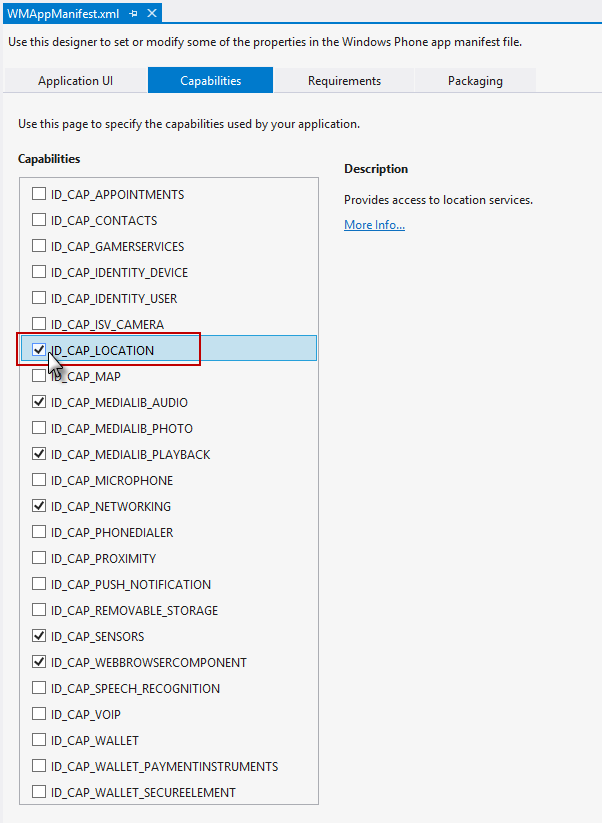 WMAppManifest.xml
Use this designer to set or modify some of the properties in the Windows Phone app manifest file.
Application UI
Capabilities
Requirements
Packaging
Use this page to specify the capabilities used by your application.
Capabilities
ID_CAP_APPOINTMENTS
ID_CAP_CONTACTS
ID_CAP_GAMERSERVICES
ID_CAP_IDENTITY_DEVICE
ID_CAP_IDENTITY_USER
ID_CAP_ISV_CAMERA
ID_CAP_LOCATION
ID_CAP_MAP
ID_CAP_MEDIALIB_AUDIO
ID_CAP_MEDIALIB_PHOTO
ID_CAP_MEDIALIB_PLAYBACK
ID_CAP_MICROPHONE
ID_CAP_NETWORKING
ID_CAP_PHONEDIALER
ID_CAP_PROXIMITY
ID_CAP_PUSH_NOTIFICATION
ID_CAP_REMOVABLE_STORAGE
ID_CAP_SENSORS
ID_CAP_WEBBROWSERCOMPONENT
ID_CAP_SPEECH_RECOGNITION
ID_CAP_VOIP
ID_CAP_WALLET
ID_CAP_WALLET_PAYMENTINSTRUMENTS
ID_CAP_WALLET_SECUREELEMENT
Description
Provides access to location services.
More Info...